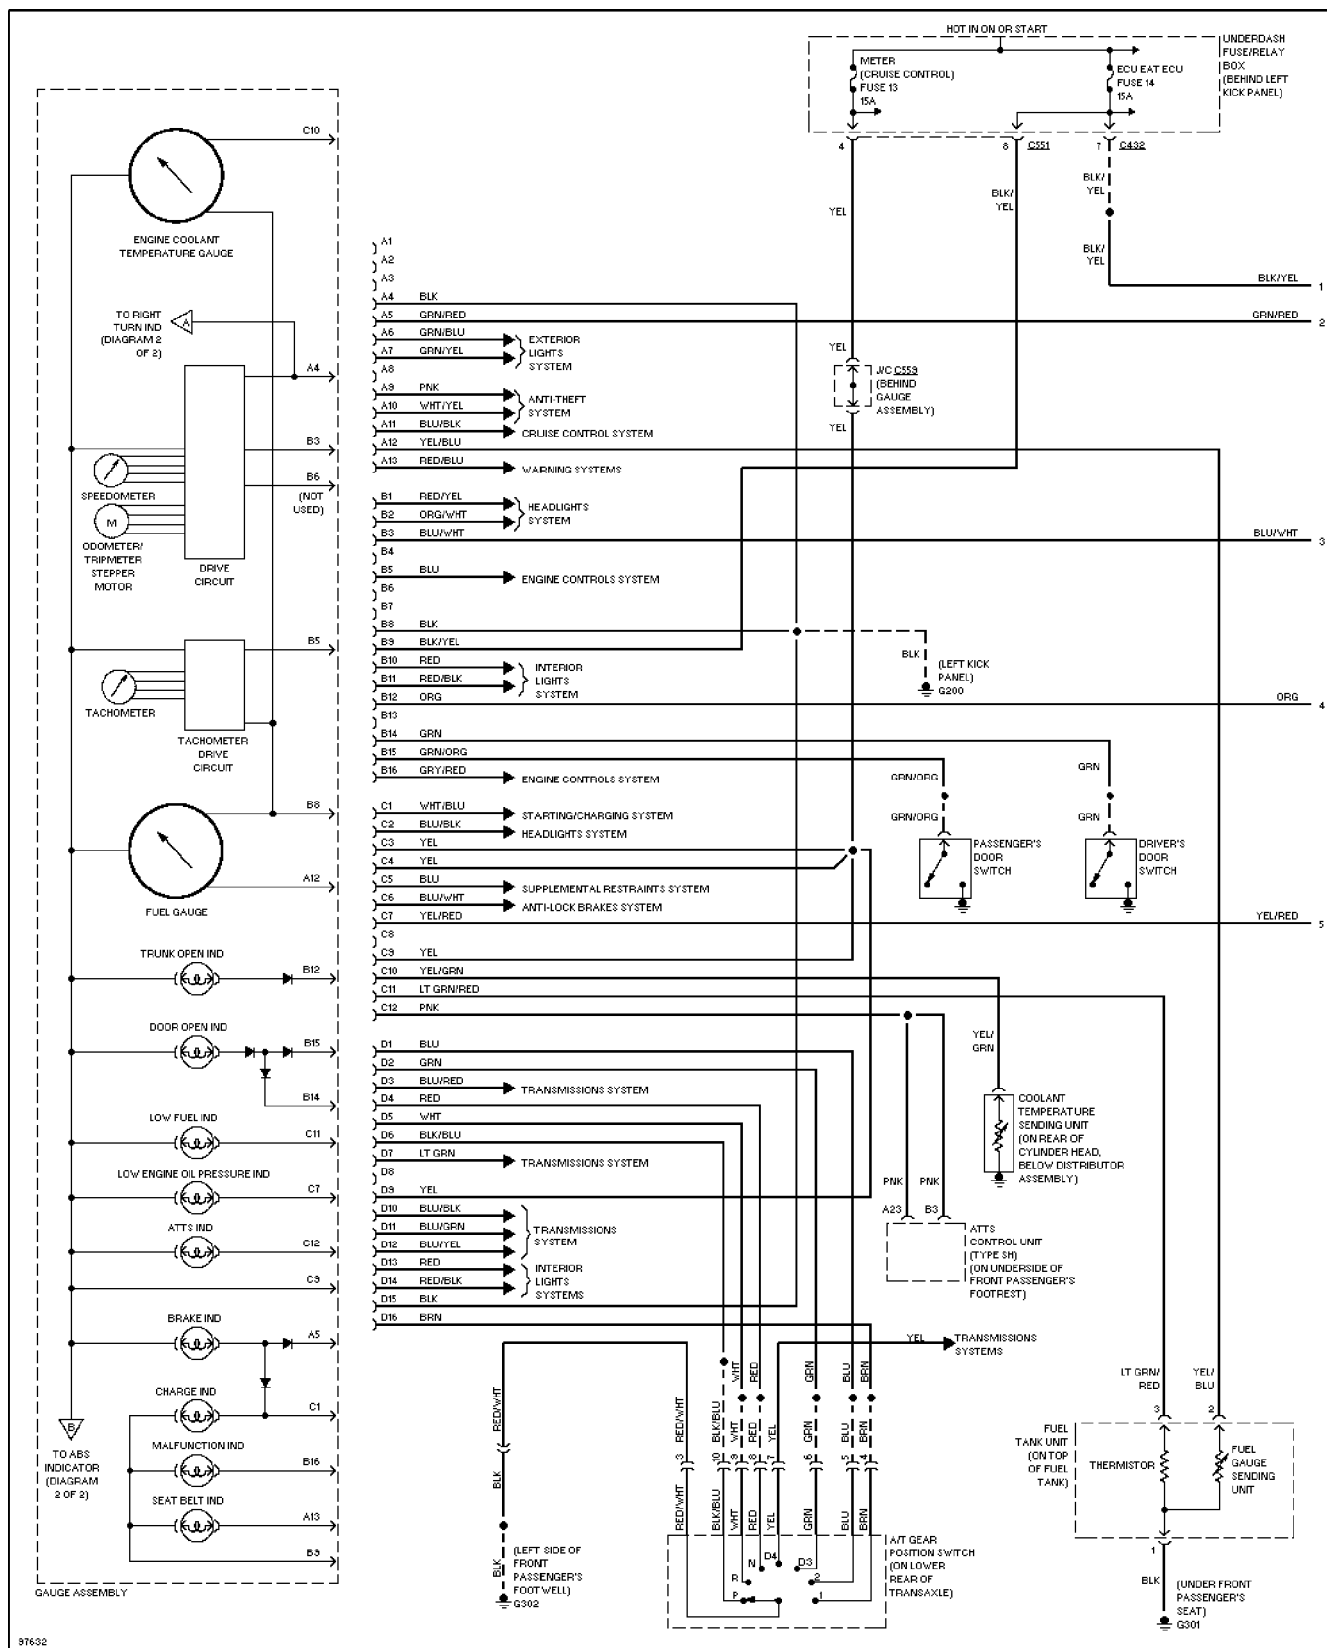 HOT IN ON OR START
UNDERDASH
FUSE/RELAY
BOX
(BEHIND LEFT
KICK PANEL)
METER
(CRUISE CONTROL)
FUSE 13
15A
ECU EAT ECU
FUSE 14
15A
4
8
C551
7
C432
BLK/
YEL
BLK/
YEL
YEL
BLK/
YEL
BLK/YEL
1
GRN/RED
2
YEL
J/C C559
(BEHIND
GAUGE
ASSEMBLY)
YEL
BLU/WHT
3
ORG
4
YEL/RED
5
C10
ENGINE COOLANT
TEMPERATURE GAUGE
TO RIGHT
TURN IND
(DIAGRAM 2
OF 2)
A
A4
B3
B6
(NOT
USED)
SPEEDOMETER
M
ODOMETER/
TRIPMETER
STEPPER
MOTOR
DRIVE
CIRCUIT
B5
TACHOMETER
TACHOMETER
DRIVE
CIRCUIT
B8
A12
FUEL GAUGE
TRUNK OPEN IND
B12
DOOR OPEN IND
B15
B14
LOW FUEL IND
C11
LOW ENGINE OIL PRESSURE IND
C7
ATTS IND
C12
C9
BRAKE IND
A5
CHARGE IND
C1
B
TO ABS
INDICATOR
(DIAGRAM
2 OF 2)
MALFUNCTION IND
B16
SEAT BELT IND
A13
B9
GAUGE ASSEMBLY
A1
A2
A3
A4 BLK
A5 GRN/RED
A6 GRN/BLU
A7 GRN/YEL
EXTERIOR
LIGHTS
SYSTEM
A8
A9 PNK
A10 WHT/YEL
ANTI-THEFT
SYSTEM
A11 BLU/BLK CRUISE CONTROL SYSTEM
A12 YEL/BLU
A13 RED/BLU WARNING SYSTEMS
B1 RED/YEL
B2 ORG/WHT
HEADLIGHTS
SYSTEM
B3 BLU/WHT
B4
B5 BLU ENGINE CONTROLS SYSTEM
B6
B7
B8 BLK
B9 BLK/YEL
B10 RED
B11 RED/BLK
INTERIOR
LIGHTS
SYSTEM
B12 ORG
B13
B14 GRN
B15 GRN/ORG
B16 GRY/RED ENGINE CONTROLS SYSTEM
C1 WHT/BLU STARTING/CHARGING SYSTEM
C2 BLU/BLK HEADLIGHTS SYSTEM
C3 YEL
C4 YEL
C5 BLU SUPPLEMENTAL RESTRAINTS SYSTEM
C6 BLU/WHT ANTI-LOCK BRAKES SYSTEM
C7 YEL/RED
C8
C9 YEL
C10 YEL/GRN
C11 LT GRN/RED
C12 PNK
D1 BLU
D2 GRN
D3 BLU/RED TRANSMISSIONS SYSTEM
D4 RED
D5 WHT
D6 BLK/BLU
D7 LT GRN TRANSMISSIONS SYSTEM
D8
D9 YEL
D10 BLU/BLK
D11 BLU/GRN
D12 BLU/YEL
TRANSMISSIONS
SYSTEM
D13 RED
D14 RED/BLK
INTERIOR
LIGHTS
SYSTEMS
D15 BLK
D16 BRN
BLK
(LEFT KICK
PANEL)
G200
GRN/ORG
GRN/ORG
PASSENGER'S
DOOR
SWITCH
GRN
GRN
DRIVER'S
DOOR
SWITCH
YEL/
GRN
COOLANT
TEMPERATURE
SENDING UNIT
(ON REAR OF
CYLINDER HEAD,
BELOW DISTRIBUTOR
ASSEMBLY)
PNK
PNK
A23
B3
ATTS
CONTROL UNIT
(TYPE SH)
(ON UNDERSIDE OF
FRONT PASSENGER'S
FOOTREST)
YEL
TRANSMISSIONS
SYSTEMS
WHT
RED
GRN
BLU
BRN
RED/WHT
RED/WHT
BLK/BLU
WHT
RED
YEL
GRN
BLU
BRN
3
10
9
8
7
6
5
4
BLK
BLK
(LEFT SIDE OF
FRONT
PASSENGER'S
FOOTWELL)
G302
RED/WHT
BLK/BLU
WHT
RED
YEL
GRN
BLU
BRN
P
R
N
D4
D3
2
1
A/T GEAR
POSITION SWITCH
(ON LOWER
REAR OF
TRANSAXLE)
LT GRN/
RED
YEL/
BLU
3
2
FUEL
TANK UNIT
(ON TOP
OF FUEL
TANK)
THERMISTOR
FUEL
GAUGE
SENDING
UNIT
1
BLK
(UNDER FRONT
PASSENGER'S
SEAT)
G301
97632